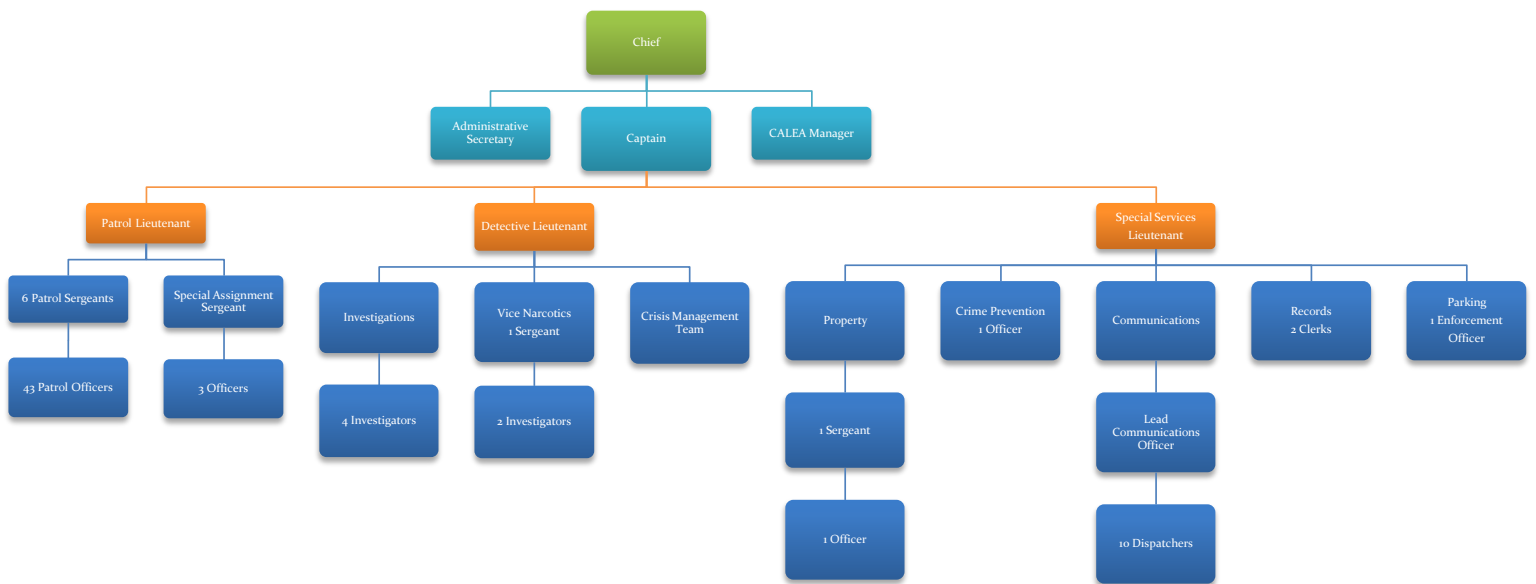 Chief
Administrative
Secretary
Captain
CALEA Manager
Patrol Lieutenant
Detective Lieutenant
Special Services
Lieutenant
6 Patrol Sergeants
Special Assignment
Sergeant
Investigations
Vice Narcotics
1 Sergeant
Crisis Management
Team
Property
Crime Prevention
1 Officer
Communications
Records
2 Clerks
Parking
1 Enforcement
Officer
43 Patrol Officers
3 Officers
4 Investigators
2 Investigators
1 Sergeant
Lead
Communications
Officer
1 Officer
10 Dispatchers